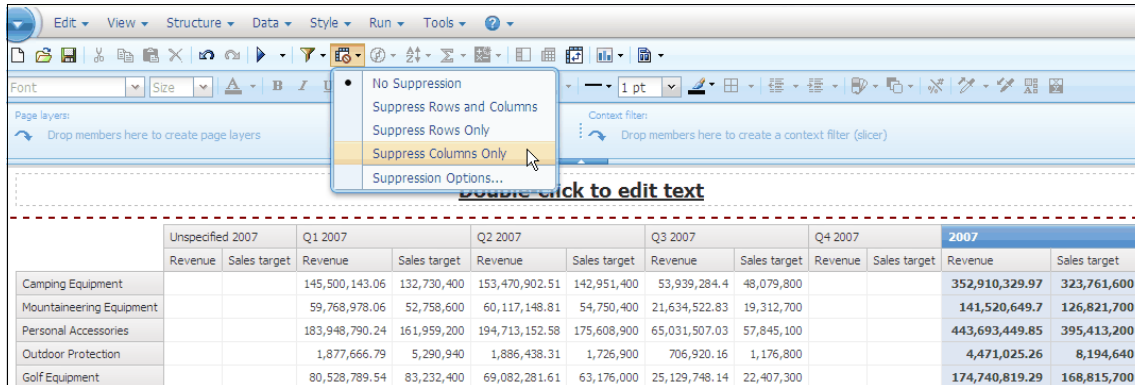 Edit View Structure Data Style Run Tools
Font Size B I U 1 pt
No Suppression
Suppress Rows and Columns
Suppress Rows Only
Suppress Columns Only
Suppression Options...
Page layers:
Drop members here to create page layers
Context filter:
Drop members here to create a context filter (slicer)
Double-click to edit text
Unspecified 2007 Q1 2007 Q2 2007 Q3 2007 Q4 2007 2007
Revenue Sales target Revenue Sales target Revenue Sales target Revenue Sales target Revenue Sales target Revenue Sales target
Camping Equipment 145,500,143.06 132,730,400 153,470,902.51 142,951,400 53,939,284.4 48,079,800 352,910,329.97 323,761,600
Mountaineering Equipment 59,768,978.06 52,758,600 60,117,148.81 54,750,400 21,634,522.83 19,312,700 141,520,649.7 126,821,700
Personal Accessories 183,948,790.24 161,959,200 194,713,152.58 175,608,900 65,031,507.03 57,845,100 443,693,449.85 395,413,200
Outdoor Protection 1,877,666.79 5,290,940 1,886,438.31 1,726,900 706,920.16 1,176,800 4,471,025.26 8,194,640
Golf Equipment 80,528,789.54 83,232,400 69,082,281.61 63,176,000 25,129,748.14 22,407,300 174,740,819.29 168,815,700